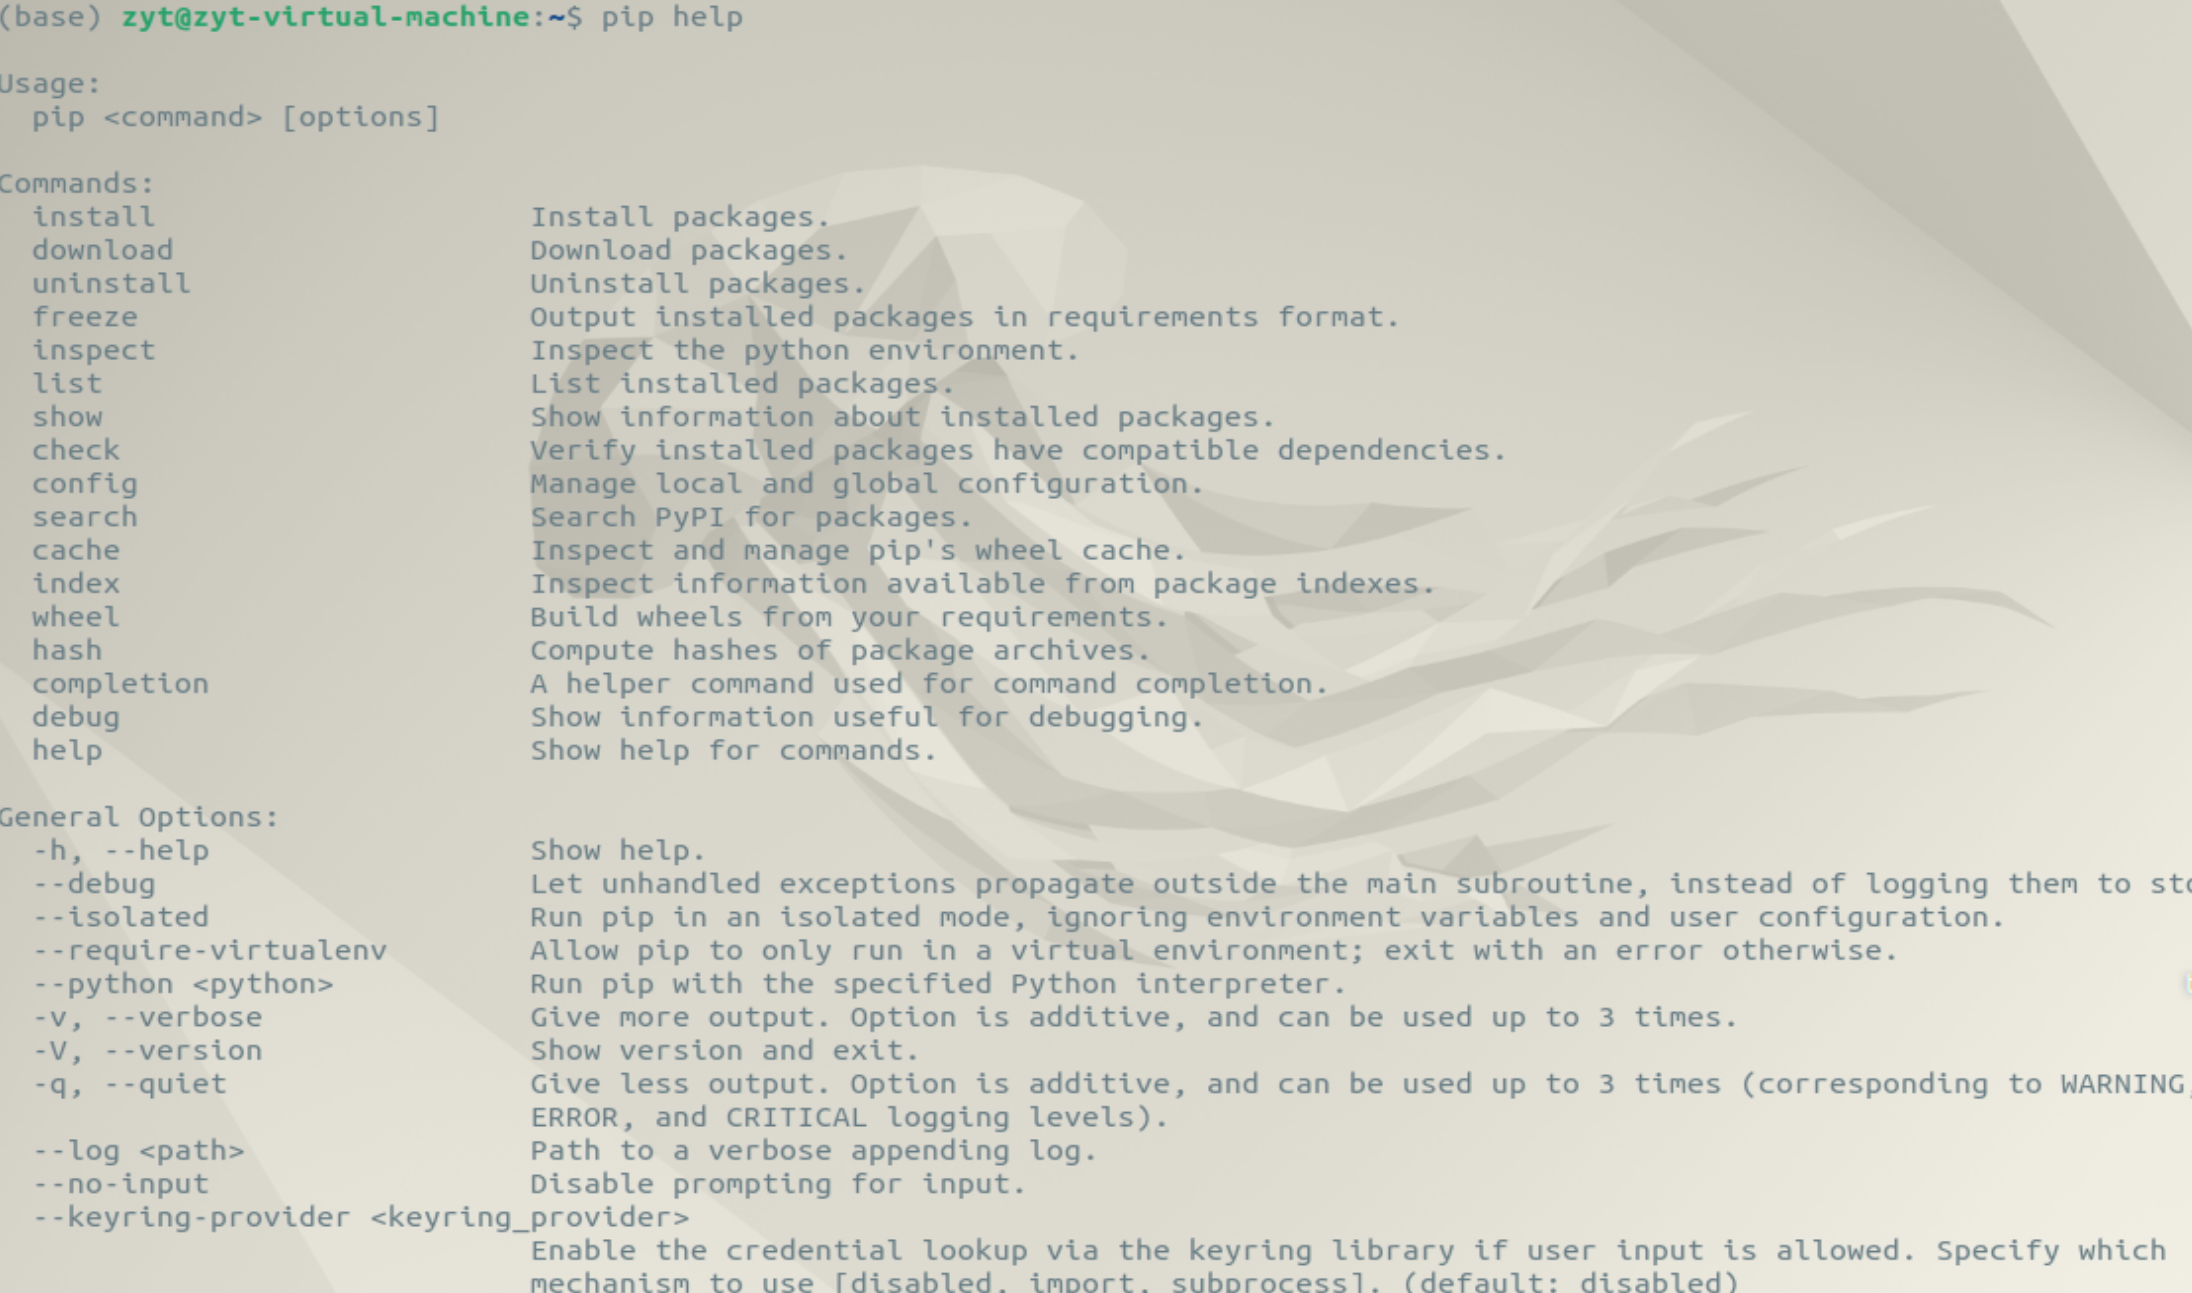 (base) zyt@zyt-virtual-machine:~$ pip help
Usage:
  pip <command> [options]
Commands:
  install                     Install packages.
  download                    Download packages.
  uninstall                   Uninstall packages.
  freeze                      Output installed packages in requirements format.
  inspect                     Inspect the python environment.
  list                        List installed packages.
  show                        Show information about installed packages.
  check                       Verify installed packages have compatible dependencies.
  config                      Manage local and global configuration.
  search                      Search PyPI for packages.
  cache                       Inspect and manage pip's wheel cache.
  index                       Inspect information available from package indexes.
  wheel                       Build wheels from your requirements.
  hash                        Compute hashes of package archives.
  completion                  A helper command used for command completion.
  debug                       Show information useful for debugging.
  help                        Show help for commands.
General Options:
  -h, --help                  Show help.
  --debug                     Let unhandled exceptions propagate outside the main subroutine, instead of logging them to
  --isolated                  Run pip in an isolated mode, ignoring environment variables and user configuration.
  --require-virtualenv        Allow pip to only run in a virtual environment; exit with an error otherwise.
  --python <python>           Run pip with the specified Python interpreter.
  -v, --verbose               Give more output. Option is additive, and can be used up to 3 times.
  -V, --version               Show version and exit.
  -q, --quiet                 Give less output. Option is additive, and can be used up to 3 times (corresponding to WARNING,
                              ERROR, and CRITICAL logging levels).
  --log <path>                Path to a verbose appending log.
  --no-input                  Disable prompting for input.
  --keyring-provider <keyring_provider>
                              Enable the credential lookup via the keyring library if user input is allowed. Specify which
                              mechanism to use [disabled, import, subprocess]. (default: disabled)